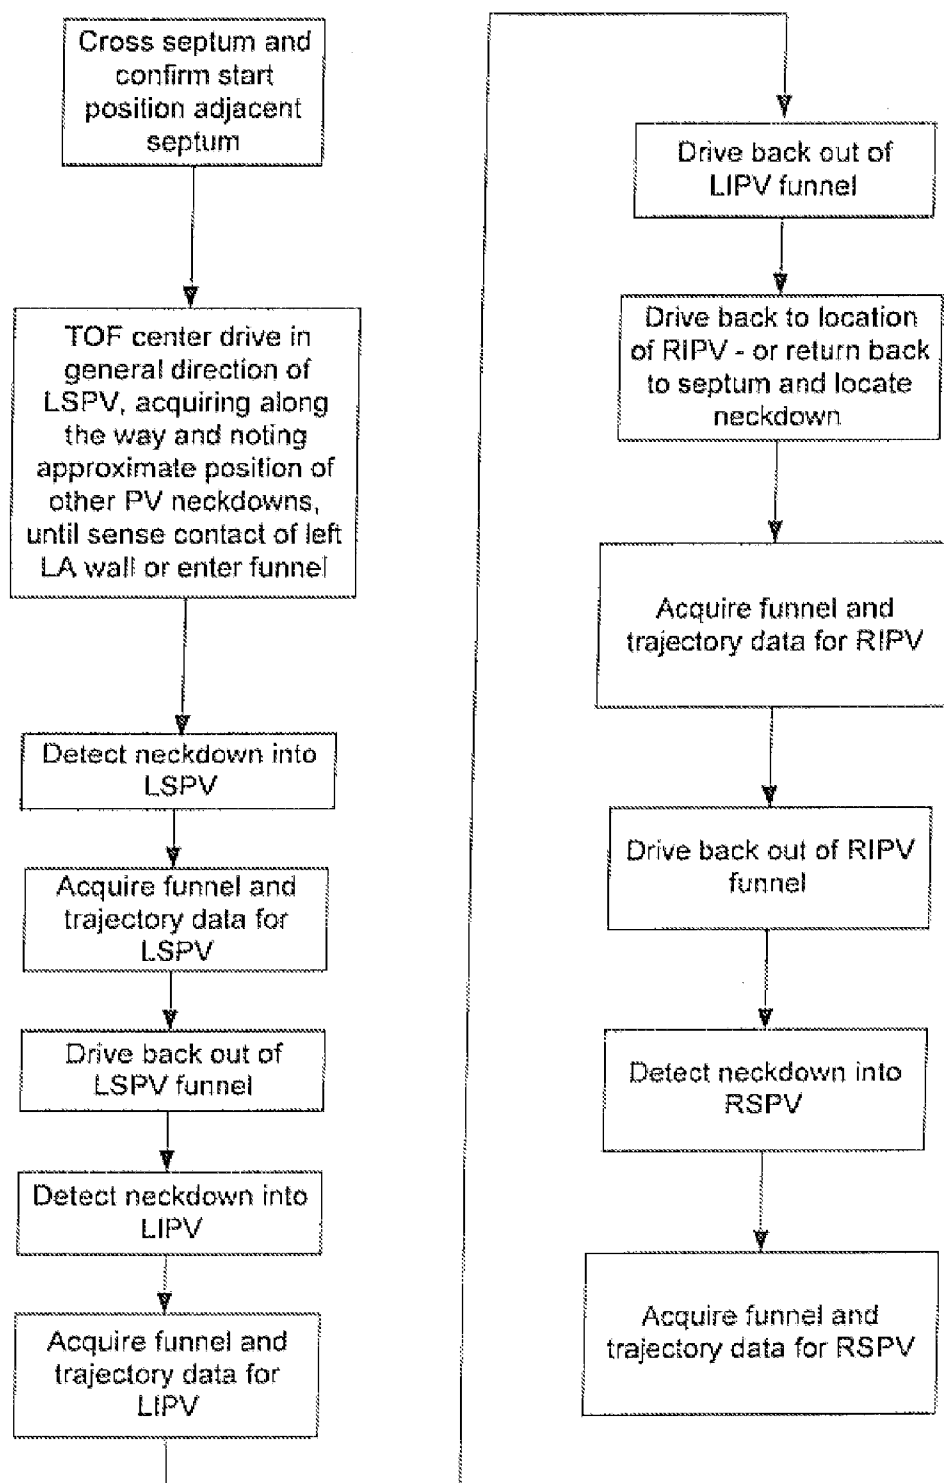 Cross septum and
confirm start
position adjacent
septum
TOF center drive in
general direction of
LSPV, acquiring along
the way and noting
approximate position of
other PV neckdowns,
until sense contact of left
LA wall or enter funnel
Detect neckdown into
LSPV
Acquire funnel and
trajectory data for
LSPV
Drive back out of
LSPV funnel
Detect neckdown into
LIPV
Acquire funnel and
trajectory data for
LIPV
Drive back out of
LIPV funnel
Drive back to location
of RIPV - or return back
to septum and locate
neckdown
Acquire funnel and
trajectory data for RIPV
Drive back out of RIPV
funnel
Detect neckdown into
RSPV
Acquire funnel and
trajectory data for RSPV